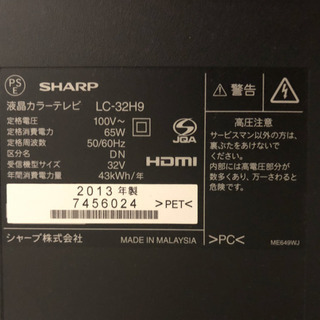 PS
E
SHARP
液晶カラーテレビ LC-32H9
定格電圧: 100V~
定格消費電力: 65W
定格周波数: 50/60Hz
区分名: DN
受信機型サイズ: 32V
年間消費電力量: 43kWh/年
S
JQA
HDMI
2013年製
7456024
>PET<
シャープ株式会社 MADE IN MALAYSIA
警告
高圧注意
サービスマン以外の方は、
裏ぶたをあけないで
ください。
内部には高電圧部分が
数多くあり、万一さわると
危険です。
>PC<
ME649WJ